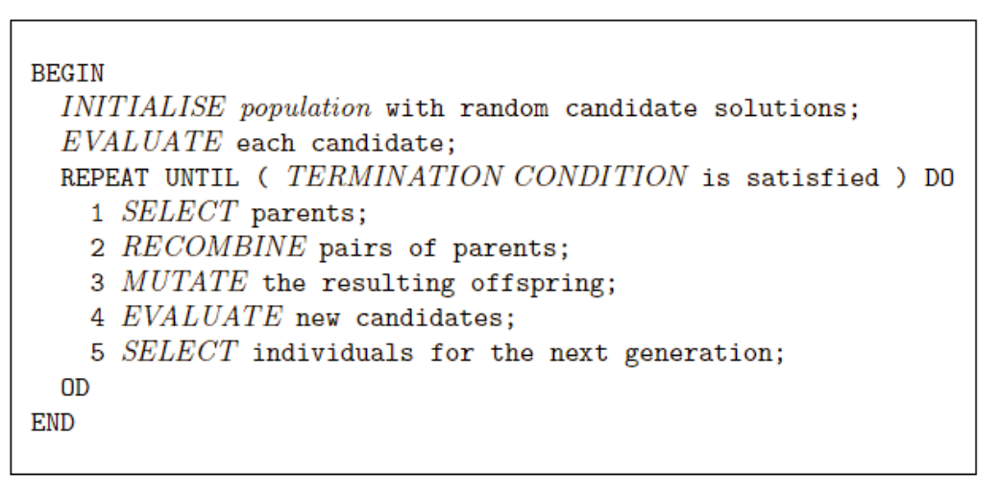 BEGIN
INITIALISE population with random candidate solutions;
EVALUATE each candidate;
REPEAT UNTIL ( TERMINATION CONDITION is satisfied ) DO
1 SELECT parents;
2 RECOMBINE pairs of parents;
3 MUTATE the resulting offspring;
4 EVALUATE new candidates;
5 SELECT individuals for the next generation;
OD
END